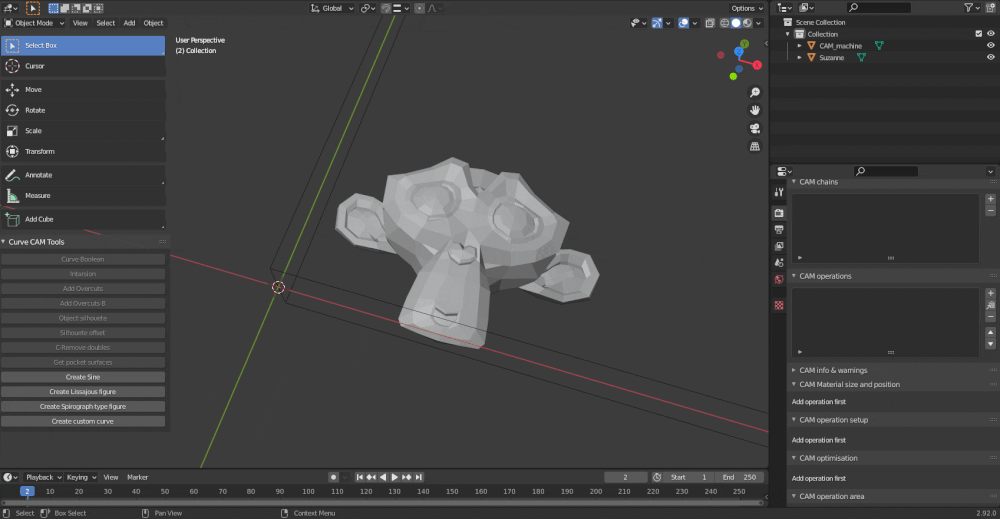 Global
Options
Object Mode
View
Select
Add
Object
Select Box
Cursor
Move
Rotate
Scale
Transform
Annotate
Measure
Add Cube
Curve CAM Tools
Curve Boolean
Intarsion
Add Overcuts
Add Overcuts B
Object silhouete
Silhouete offset
C-Remove doubles
Get pocket surfaces
Create Sine
Create Lissajous figure
Create Spirograph type figure
Create custom curve
User Perspective
(2) Collection
Z
X
Scene Collection
Collection
CAM_machine
Suzanne
CAM chains
CAM operations
CAM info & warnings
CAM Material size and position
Add operation first
CAM operation setup
Add operation first
CAM optimisation
Add operation first
CAM operation area
Playback
Keying
View
Marker
2
Start 1
End 250
2 10 20 30 40 50 60 70 80 90 100 110 120 130 140 150 160 170 180 190 200 210 220 230 240 250
Select
Box Select
Pan View
Context Menu
2.92.0